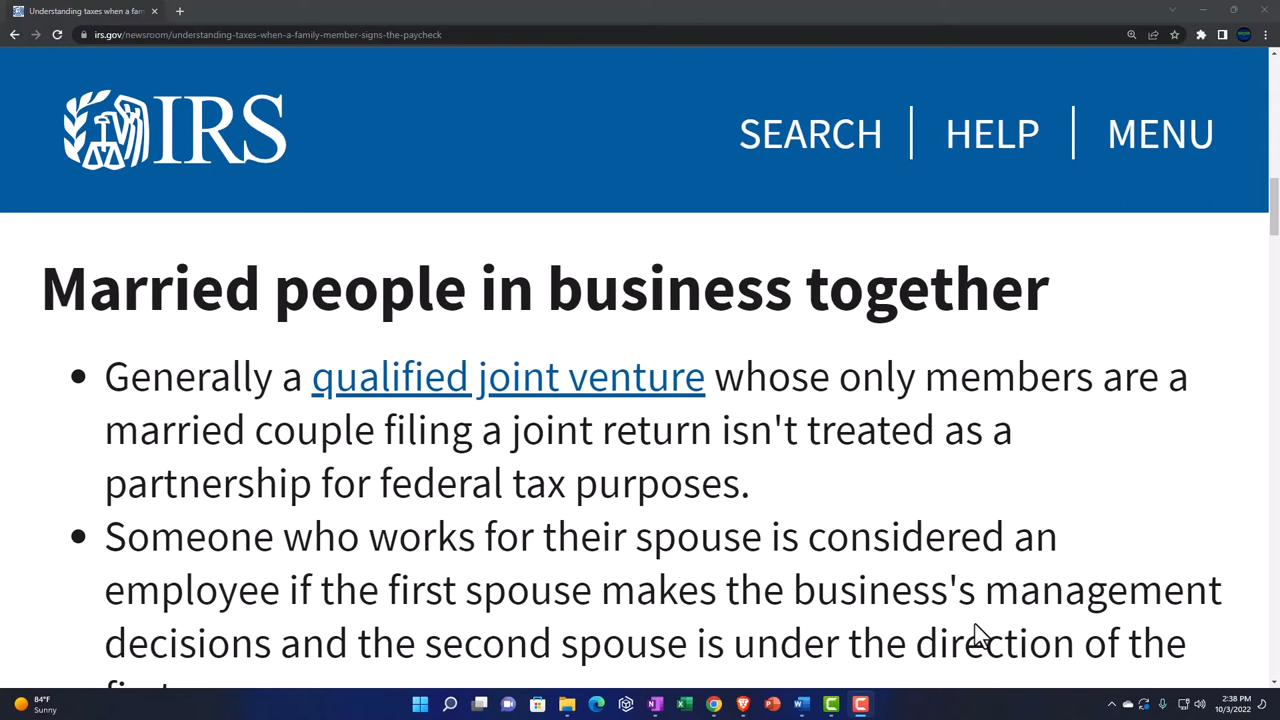 Understanding taxes when a fam
irs.gov/newsroom/understanding-taxes-when-a-family-member-signs-the-paycheck
IRS
SEARCH
HELP
MENU
Married people in business together
Generally a qualified joint venture whose only members are a
married couple filing a joint return isn't treated as a
partnership for federal tax purposes.
Someone who works for their spouse is considered an
employee if the first spouse makes the business's management
decisions and the second spouse is under the direction of the
84°F
Sunny
2:38 PM
10/3/2022